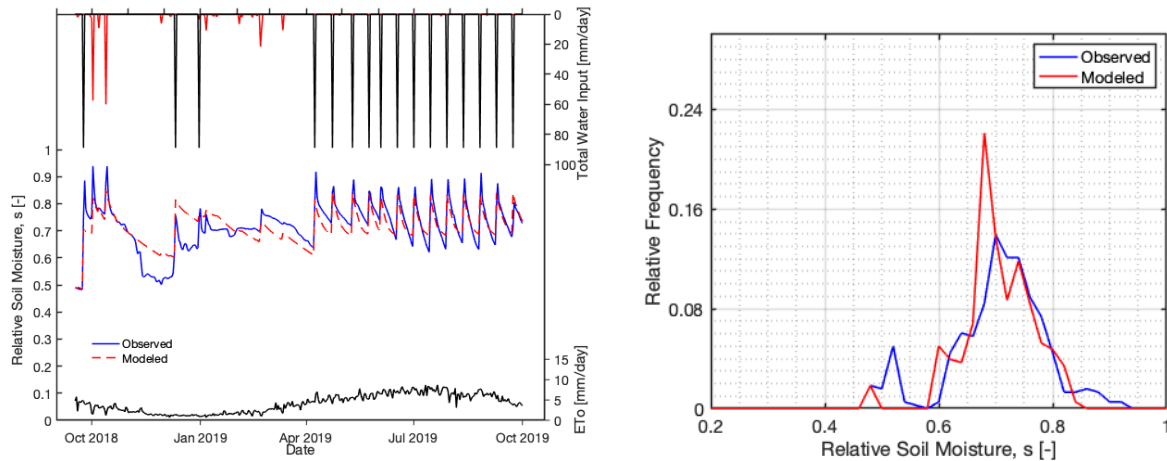 0
20
40
60
80
100
Total Water Input [mm/day]
1
0.9
0.8
0.7
0.6
0.5
0.4
0.3
0.2
0.1
0
Relative Soil Moisture, s [-]
Observed
Modeled
15
10
5
0
ETo [mm/day]
Oct 2018
Jan 2019
Apr 2019
Jul 2019
Oct 2019
Date
Observed
Modeled
0.24
0.16
0.08
0
Relative Frequency
0.2
0.4
0.6
0.8
1
Relative Soil Moisture, s [-]